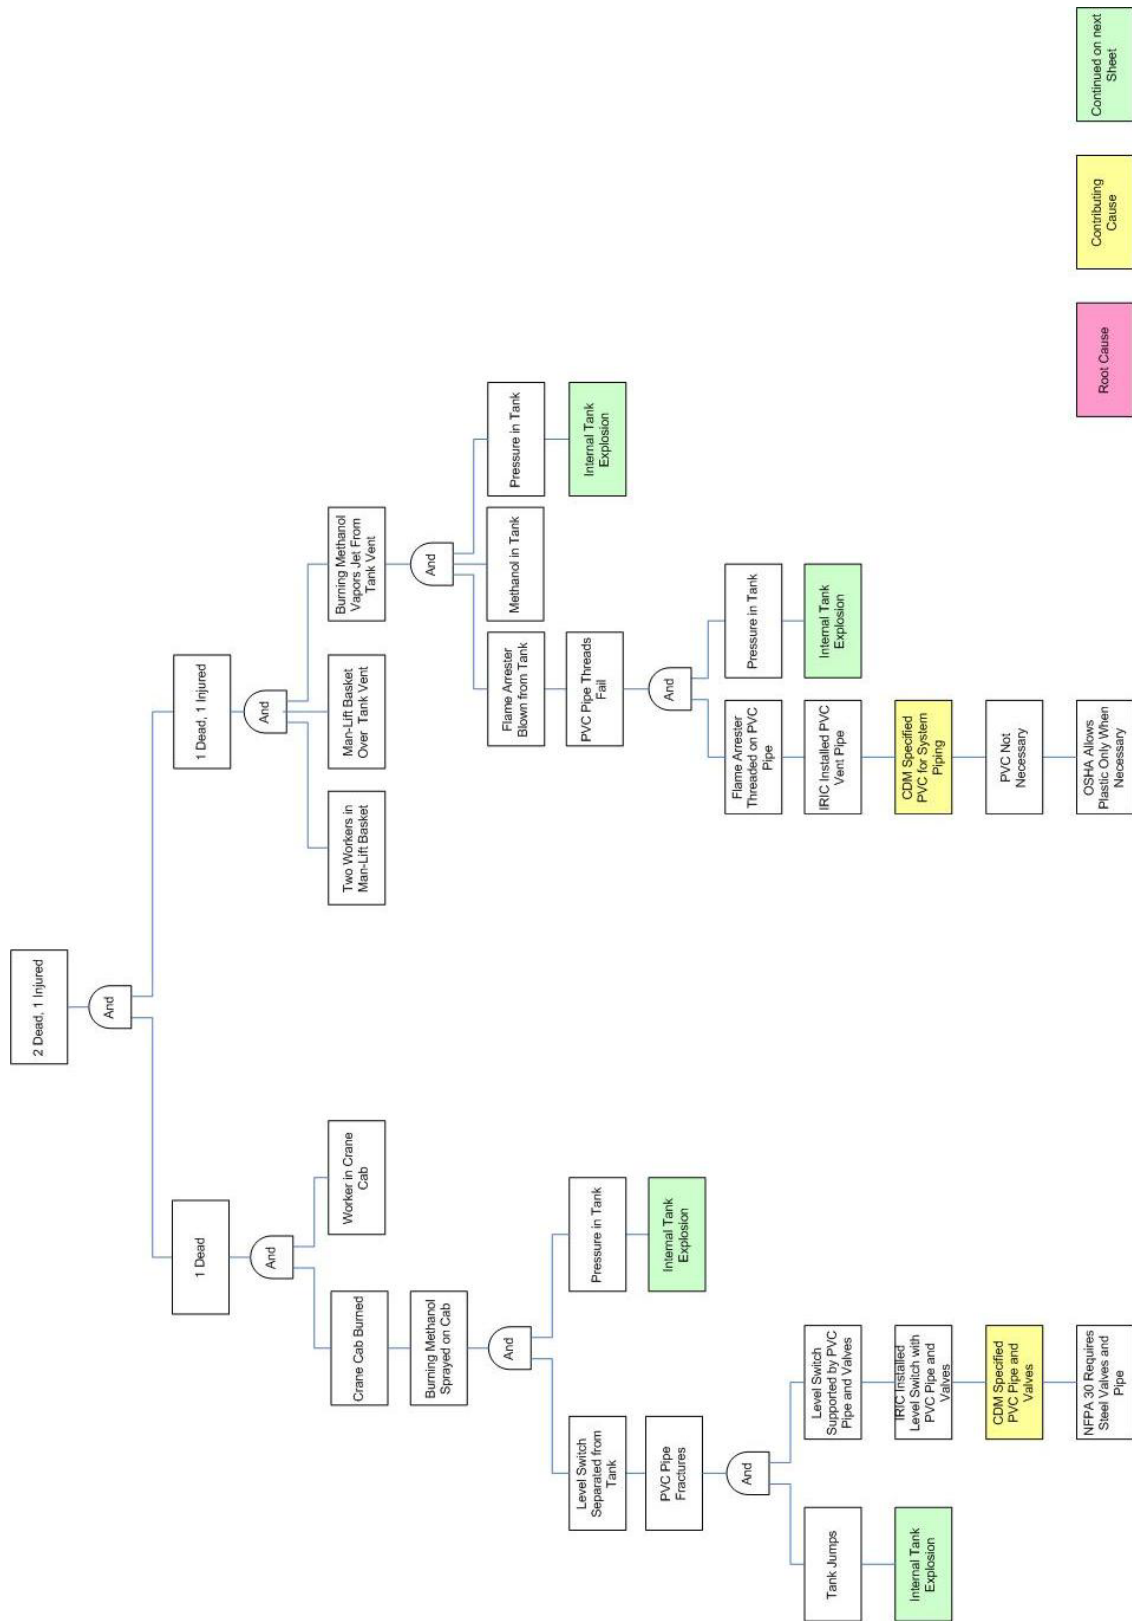 2 Dead, 1 Injured
And
1 Dead
And
Crane Cab Burned
Worker in Crane
Cab
Burning Methanol
Sprayed on Cab
And
Level Switch
Separated from
Tank
Pressure in Tank
PVC Pipe
Fractures
Internal Tank
Explosion
And
Tank Jumps
Level Switch
Supported by PVC
Pipe and Valves
Internal Tank
Explosion
IRIC Installed
Level Switch with
PVC Pipe and
Valves
CDM Specified
PVC Pipe and
Valves
NFPA 30 Requires
Steel Valves and
Pipe
1 Dead, 1 Injured
And
Two Workers in
Man-Lift Basket
Man-Lift Basket
Over Tank Vent
Burning Methanol
Vapors Jet From
Tank Vent
And
Flame Arrester
Blown from Tank
Methanol in Tank
Pressure in Tank
PVC Pipe Threads
Fail
Internal Tank
Explosion
And
Flame Arrester
Threaded on PVC
Pipe
Pressure in Tank
IRIC Installed PVC
Vent Pipe
Internal Tank
Explosion
CDM Specified
PVC for System
Piping
PVC Not
Necessary
OSHA Allows
Plastic Only When
Necessary
Root Cause
Contributing
Cause
Continued on next
Sheet